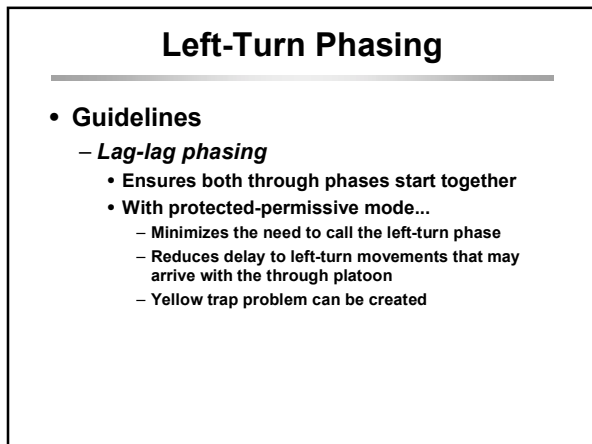 Left-Turn Phasing
• Guidelines
– Lag-lag phasing
• Ensures both through phases start together
• With protected-permissive mode...
– Minimizes the need to call the left-turn phase
– Reduces delay to left-turn movements that may
arrive with the through platoon
– Yellow trap problem can be created